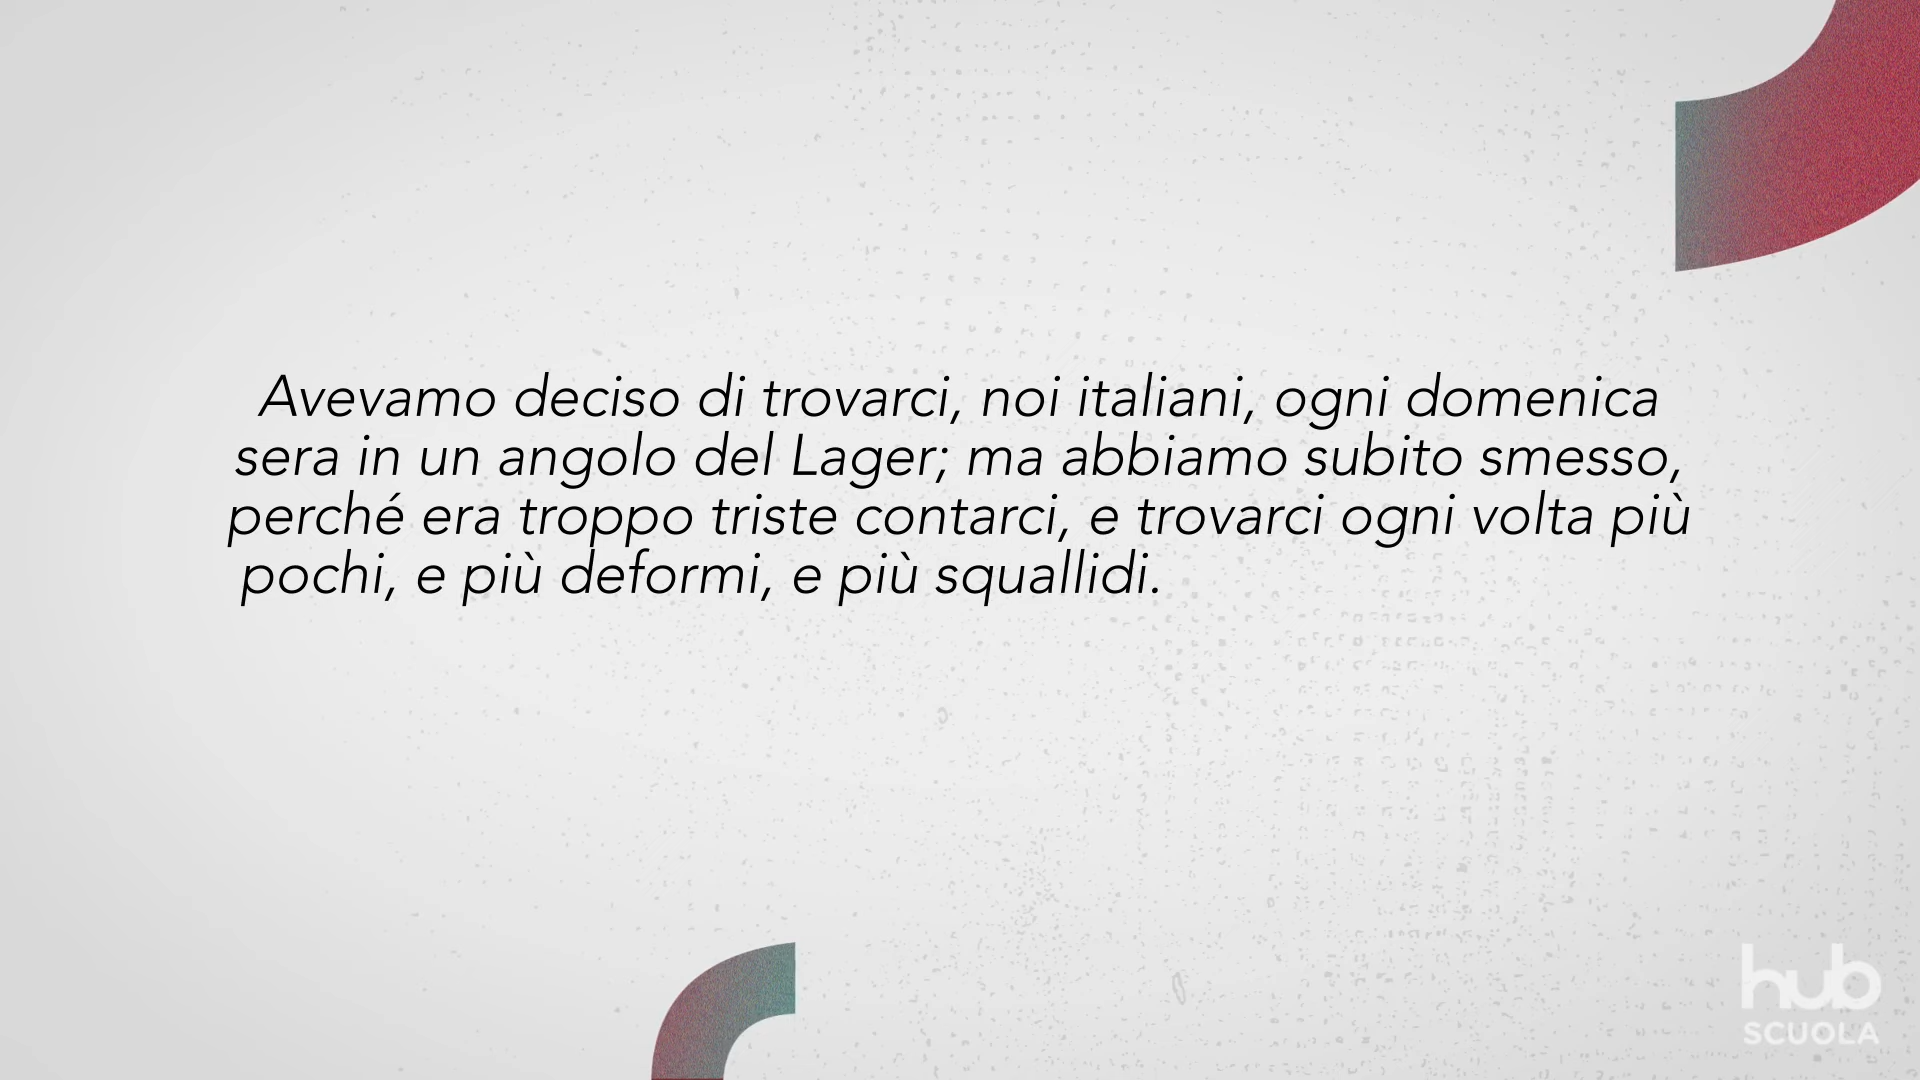 Avevamo deciso di trovarci, noi italiani, ogni domenica
sera in un angolo del Lager; ma abbiamo subito smesso,
perché era troppo triste contarci, e trovarci ogni volta più
pochi, e più deformi, e più squallidi.
hub
SCUOLA